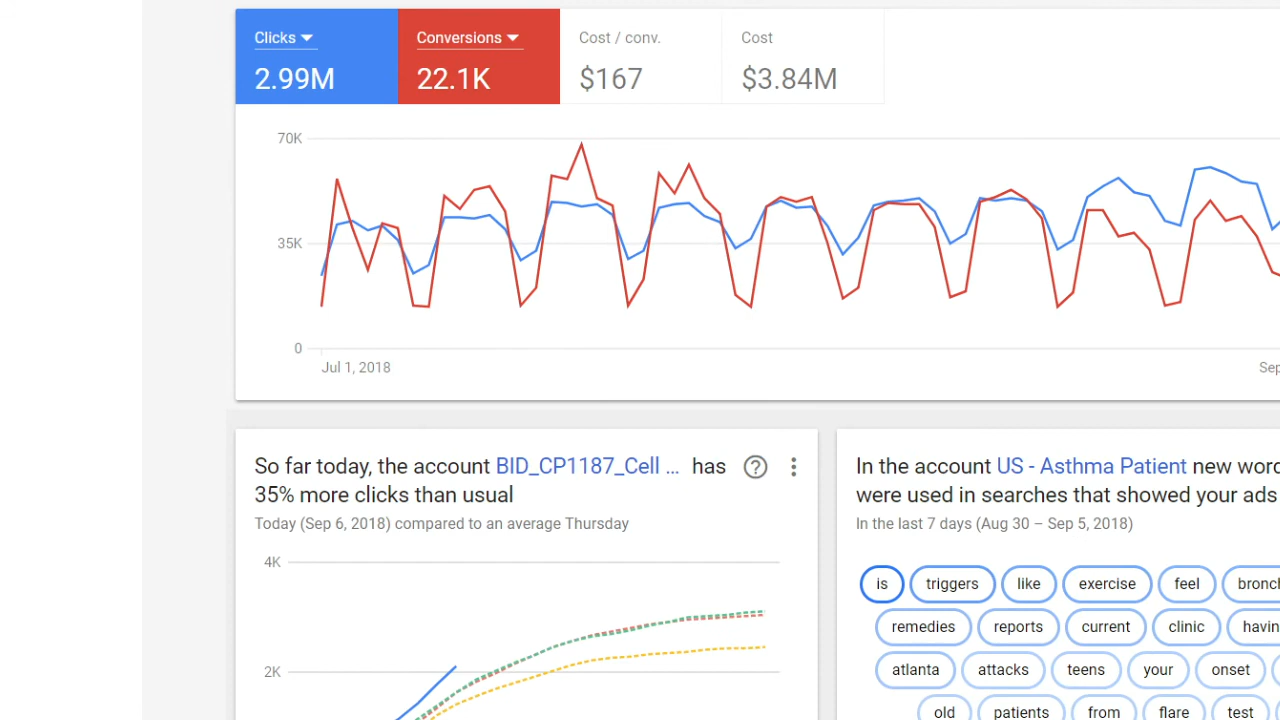 Clicks Conversions Cost / conv. Cost
2.99M 22.1K $167 $3.84M
70K
35K
0
Jul 1, 2018 Sep
So far today, the account BID_CP1187_Cell ... has
35% more clicks than usual
Today (Sep 6, 2018) compared to an average Thursday
4K
2K
In the account US - Asthma Patient new word
were used in searches that showed your ads
In the last 7 days (Aug 30 – Sep 5, 2018)
is triggers like exercise feel bronch
remedies reports current clinic havin
atlanta attacks teens your onset
old patients from flare test